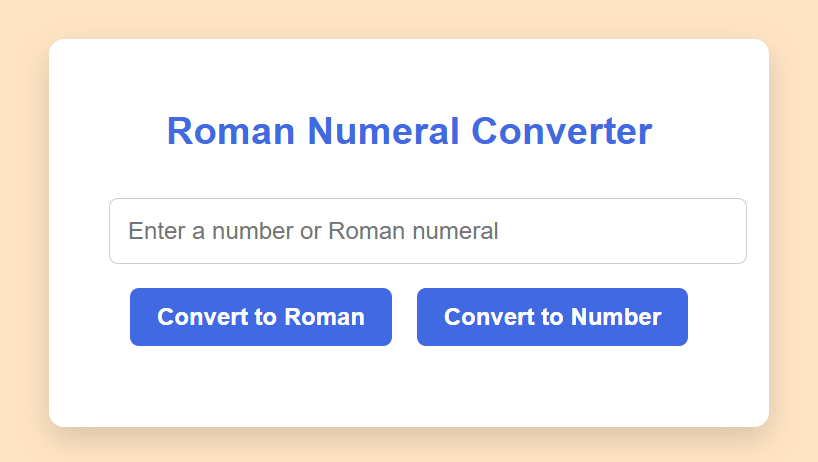 Roman Numeral Converter
Enter a number or Roman numeral
Convert to Roman Convert to Number